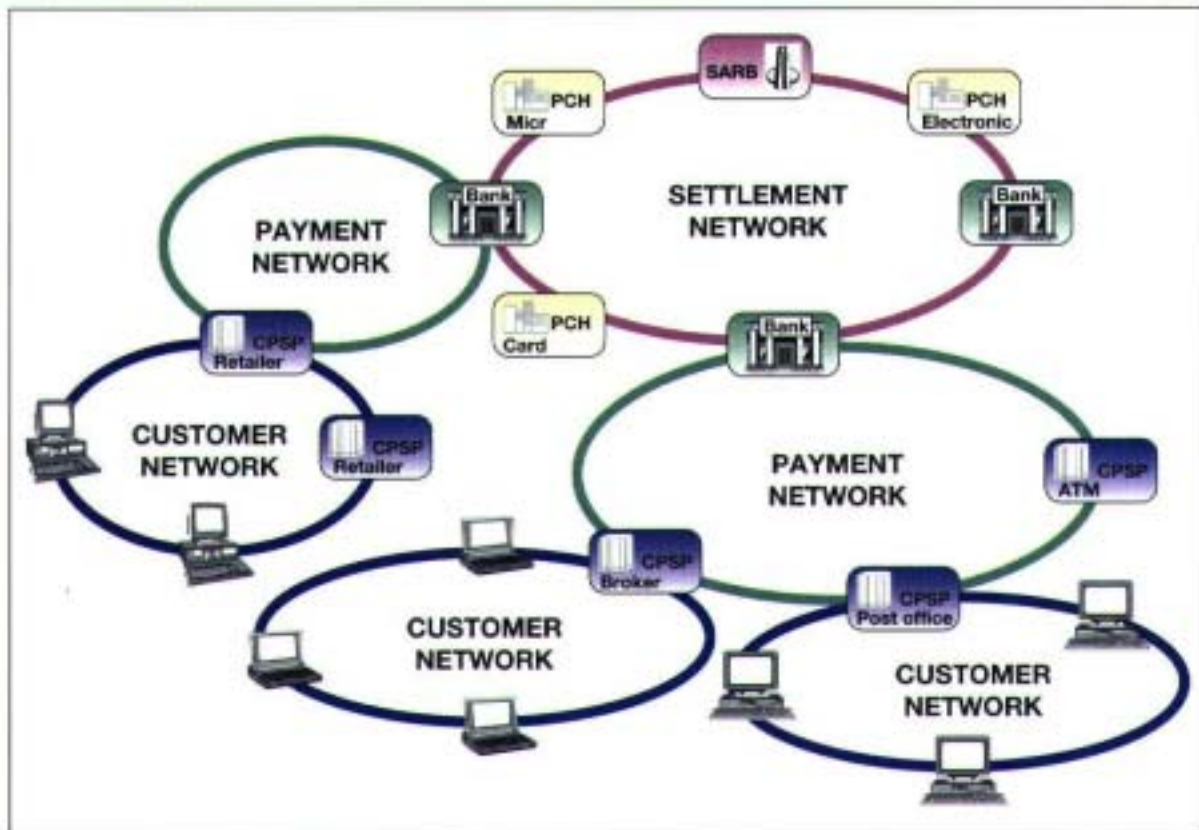 SARB
PCH
Micr
PCH
Electronic
Bank
SETTLEMENT
NETWORK
Bank
PAYMENT
NETWORK
PCH
Card
Bank
CPSP
Retailer
CUSTOMER
NETWORK
CPSP
Retailer
PAYMENT
NETWORK
CPSP
ATM
CPSP
Broker
CPSP
Post office
CUSTOMER
NETWORK
CUSTOMER
NETWORK